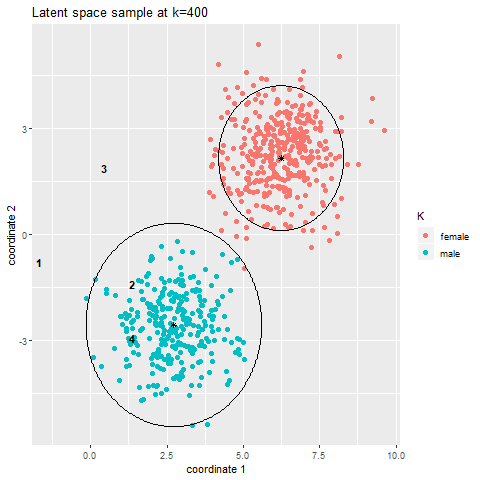 Latent space sample at k=400
3
0
-3
coordinate 2
3
1
2
4
0.0 2.5 5.0 7.5 10.0
coordinate 1
K
female
male